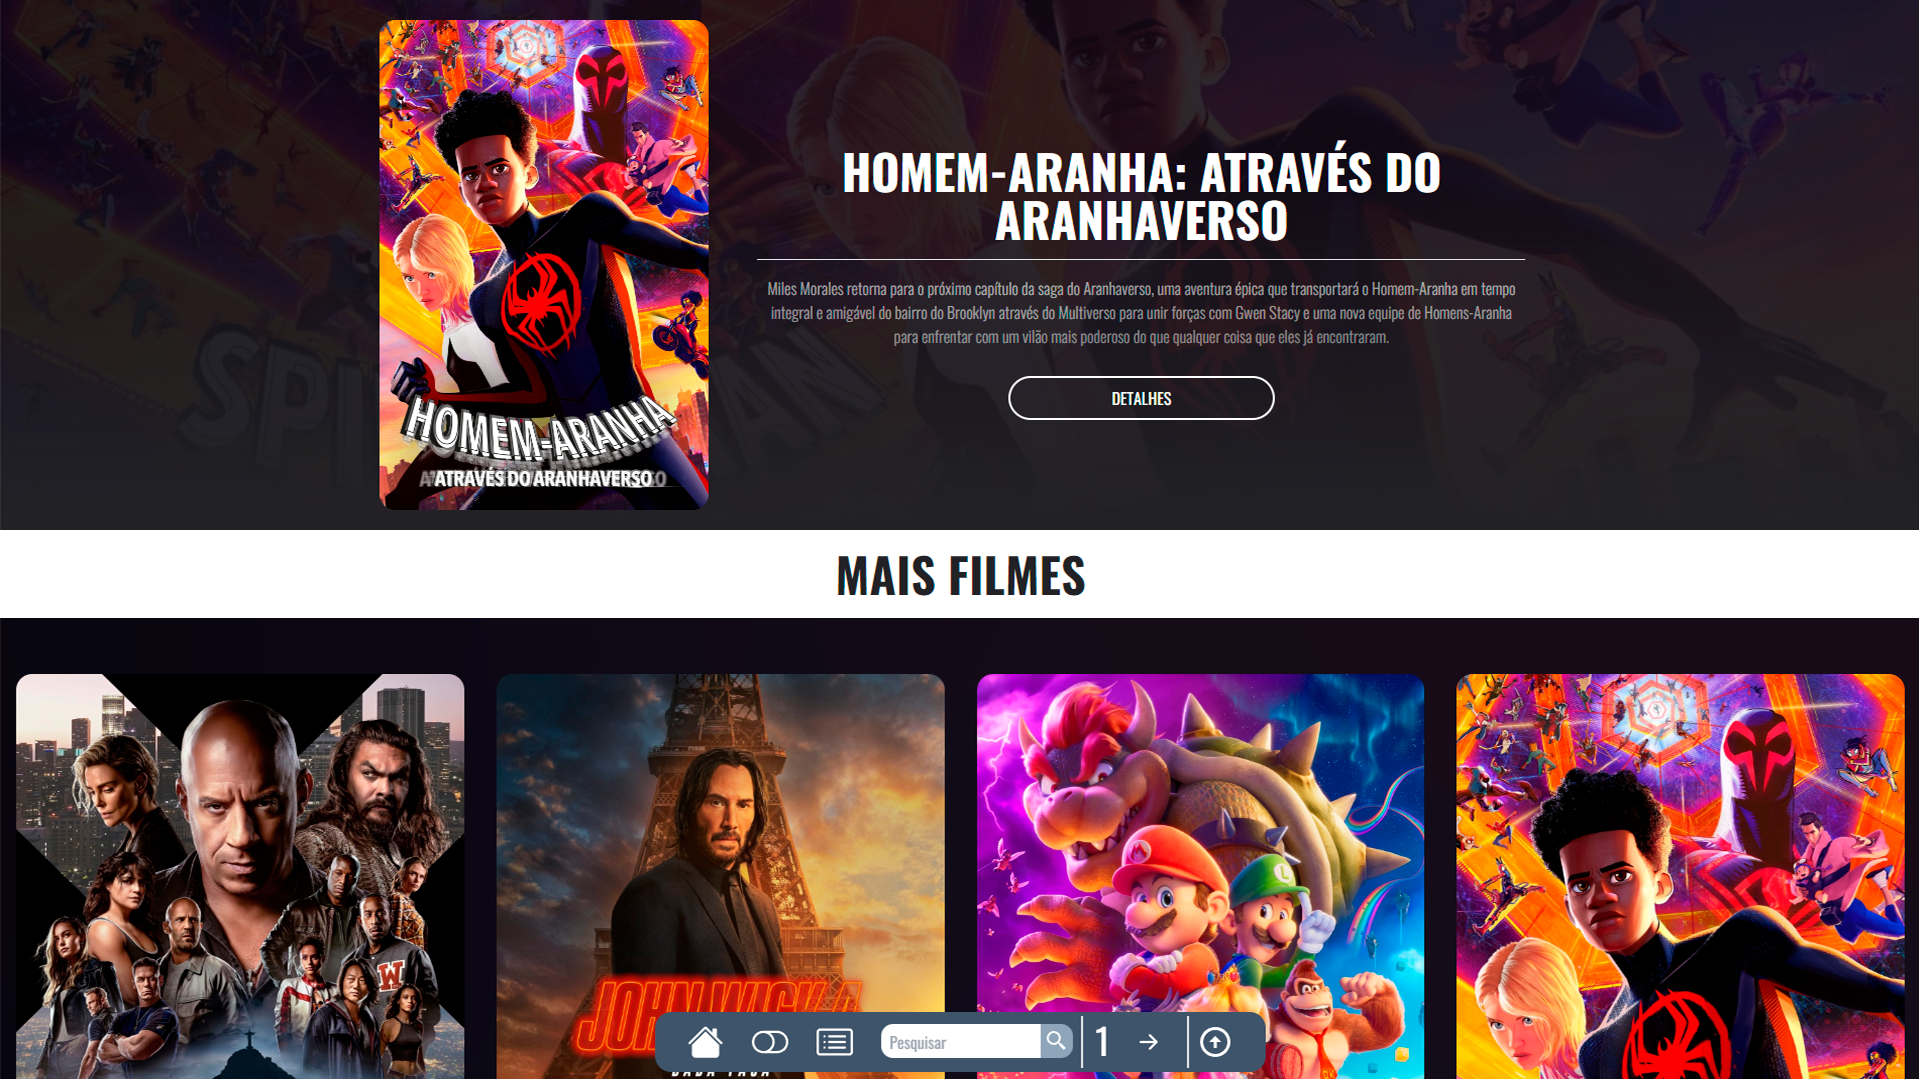 HOMEM-ARANHA: ATRAVÉS DO
ARANHAVERSO
Miles Morales retorna para o próximo capítulo da saga do Aranhaverso, uma aventura épica que transportará o Homem-Aranha em tempo
integral e amigável do bairro do Brooklyn através do Multiverso para unir forças com Gwen Stacy e uma nova equipe de Homens-Aranha
para enfrentar com um vilão mais poderoso do que qualquer coisa que eles já encontraram.
DETALHES
HOMEM-ARANHA
ATRAVÉS DO ARANHAVERSO
MAIS FILMES
JOHN WICK 4
Pesquisar
1